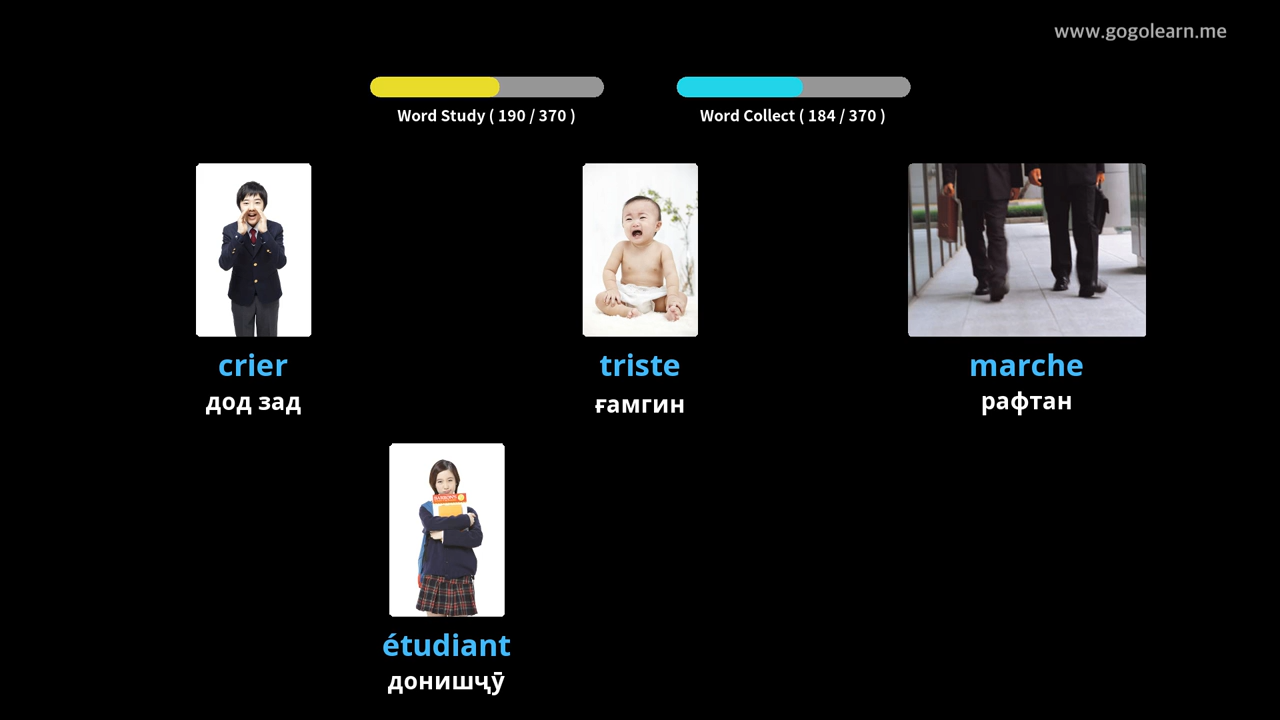 www.gogolearn.me
Word Study ( 190 / 370 )
Word Collect ( 184 / 370 )
crier
дод зад
triste
ғамгин
marche
рафтан
étudiant
донишҷӯ